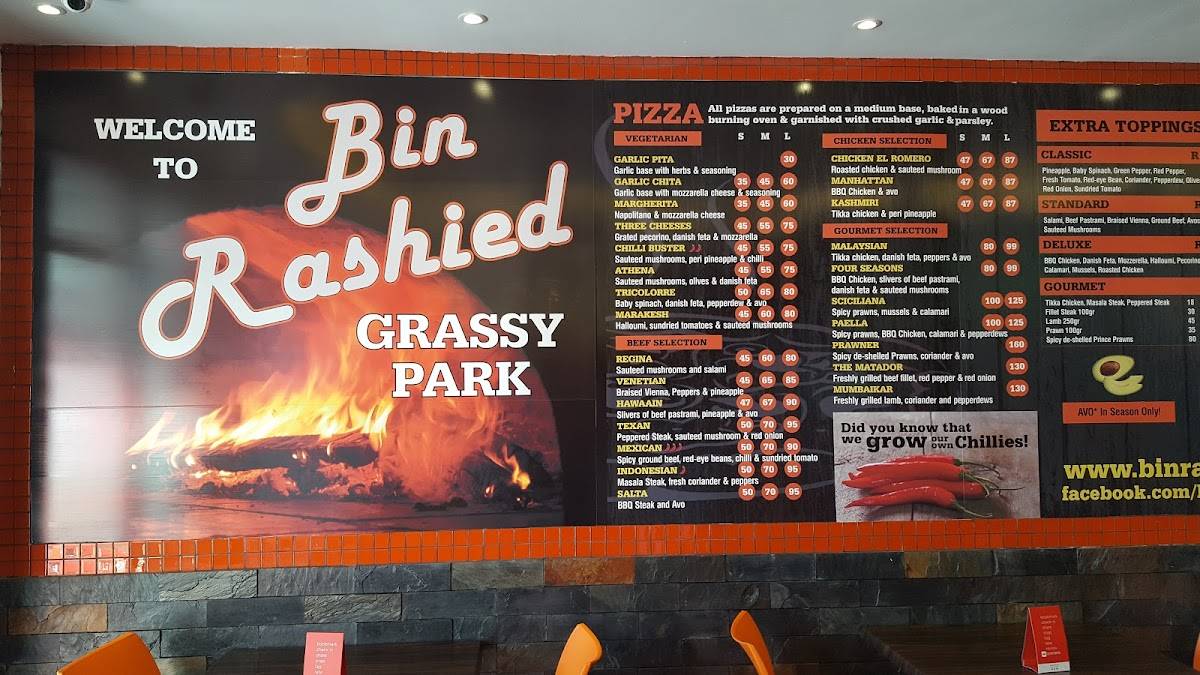 WELCOME
TO
Bin
Rashied
GRASSY
PARK
PIZZA All pizzas are prepared on a medium base, baked in a wood
burning oven & garnished with crushed garlic & parsley.
VEGETARIAN S M L
GARLIC PITA 30
Garlic base with herbs & seasoning
GARLIC CHITA 35 45 60
Garlic base with mozzarella cheese & seasoning
MARGHERITA 35 45 60
Napolitano & mozzarella cheese
THREE CHEESES 45 55 75
Grated pecorino, danish feta & mozzarella
CHILLI BUSTER 45 55 75
Sauteed mushrooms, peri pineapple & chilli
ATHENA 45 55 75
Sauteed mushrooms, olives & danish feta
TRICOLORRE 50 65 80
Baby spinach, danish feta, pepperdew & avo
MARAKESH 45 60 80
Halloumi, sundried tomatoes & sauteed mushrooms
BEEF SELECTION
REGINA 45 60 80
Sauteed mushrooms and salami
VENETIAN 45 65 85
Braised Vienna, Peppers & pineapple
HAWAAIN 47 67 90
Slivers of beef pastrami, pineapple & avo
TEXAN 50 70 95
Peppered Steak, sauteed mushroom & red onion
MEXICAN 50 70 90
Spicy ground beef, red-eye beans, chilli & sundried tomato
INDONESIAN 50 70 95
Masala Steak, fresh coriander & peppers
SALTA 50 70 95
BBQ Steak and Avo
CHICKEN SELECTION S M L
CHICKEN EL ROMERO 47 67 87
Roasted chicken & sauteed mushroom
MANHATTAN 47 67 87
BBQ Chicken & avo
KASHMIRI 47 67 87
Tikka chicken & peri pineapple
GOURMET SELECTION
MALAYSIAN 80 99
Tikka chicken, danish feta, peppers & avo
FOUR SEASONS 80 99
BBQ Chicken, slivers of beef pastrami,
danish feta & sauteed mushrooms
SCICILIANA 100 125
Spicy prawns, mussels & calamari
PAELLA 100 125
Spicy prawns, BBQ Chicken, calamari & pepperdews
PRAWNER 160
Spicy de-shelled Prawns, coriander & avo
THE MATADOR 130
Freshly grilled beef fillet, red pepper & red onion
MUMBAIKAR 130
Freshly grilled lamb, coriander and pepperdews
Did you know that
we grow our own Chillies!
EXTRA TOPPINGS
CLASSIC R
Pineapple, Baby Spinach, Green Pepper, Red Pepper,
Fresh Tomato, Red-eye Bean, Coriander, Pepperdew, Olive
Red Onion, Sundried Tomato
STANDARD R
Salami, Beef Pastrami, Braised Vienna, Ground Beef,
Sauteed Mushrooms
DELUXE
BBQ Chicken, Danish Feta, Mozzerella, Halloumi, Pecorino
Calamari, Mussels, Roasted Chicken
GOURMET
Tikka Chicken, Masala Steak, Peppered Steak 18
Fillet Steak 100gr 30
Lamb 250gr 45
Prawn 100gr 35
Spicy de-shelled Prince Prawns 80
AVO* In Season Only!
www.binra
facebook.com/